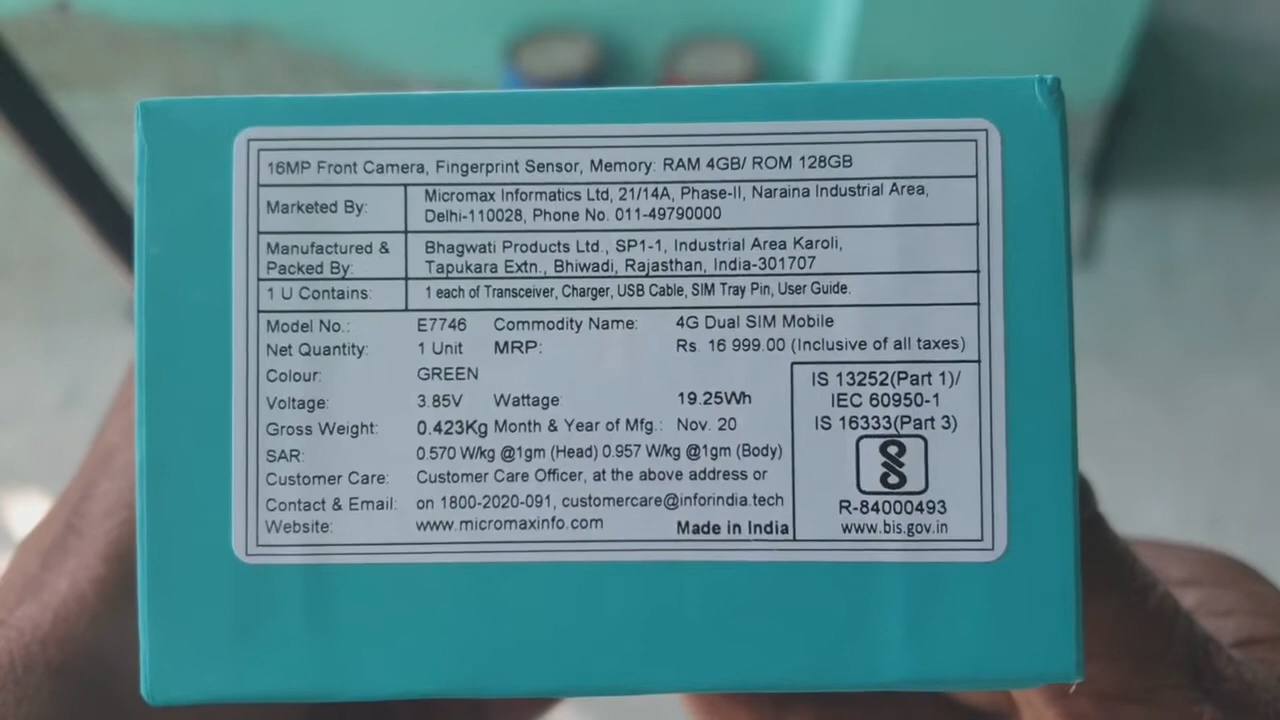 16MP Front Camera, Fingerprint Sensor, Memory: RAM 4GB/ ROM 128GB
Marketed By: Micromax Informatics Ltd, 21/14A, Phase-II, Naraina Industrial Area,
Delhi-110028, Phone No. 011-49790000
Manufactured & Bhagwati Products Ltd., SP1-1, Industrial Area Karoli,
Packed By: Tapukara Extn., Bhiwadi, Rajasthan, India-301707
1 U Contains: 1 each of Transceiver, Charger, USB Cable, SIM Tray Pin, User Guide.
Model No.: E7746 Commodity Name: 4G Dual SIM Mobile
Net Quantity: 1 Unit MRP: Rs. 16 999.00 (Inclusive of all taxes)
Colour: GREEN
Voltage: 3.85V Wattage: 19.25Wh
Gross Weight: 0.423Kg Month & Year of Mfg.: Nov. 20
SAR: 0.570 W/kg @1gm (Head) 0.957 W/kg @1gm (Body)
Customer Care: Customer Care Officer, at the above address or
Contact & Email: on 1800-2020-091, customercare@inforindia.tech
Website: www.micromaxinfo.com Made in India
IS 13252(Part 1)/
IEC 60950-1
IS 16333(Part 3)
R-84000493
www.bis.gov.in